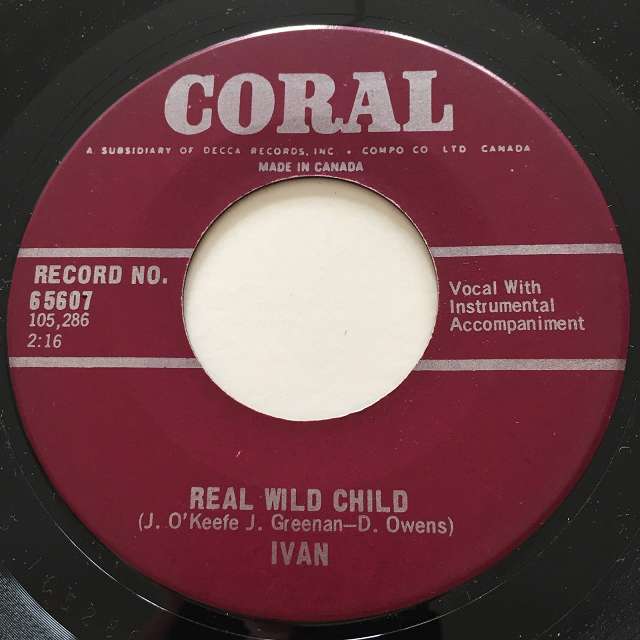 CORAL
A SUBSIDIARY OF DECCA RECORDS, INC. • COMPO CO LTD CANADA
MADE IN CANADA
RECORD NO.
65607
105,286
2:16
Vocal With
Instrumental
Accompaniment
REAL WILD CHILD
(J. O'Keefe J. Greenan—D. Owens)
IVAN